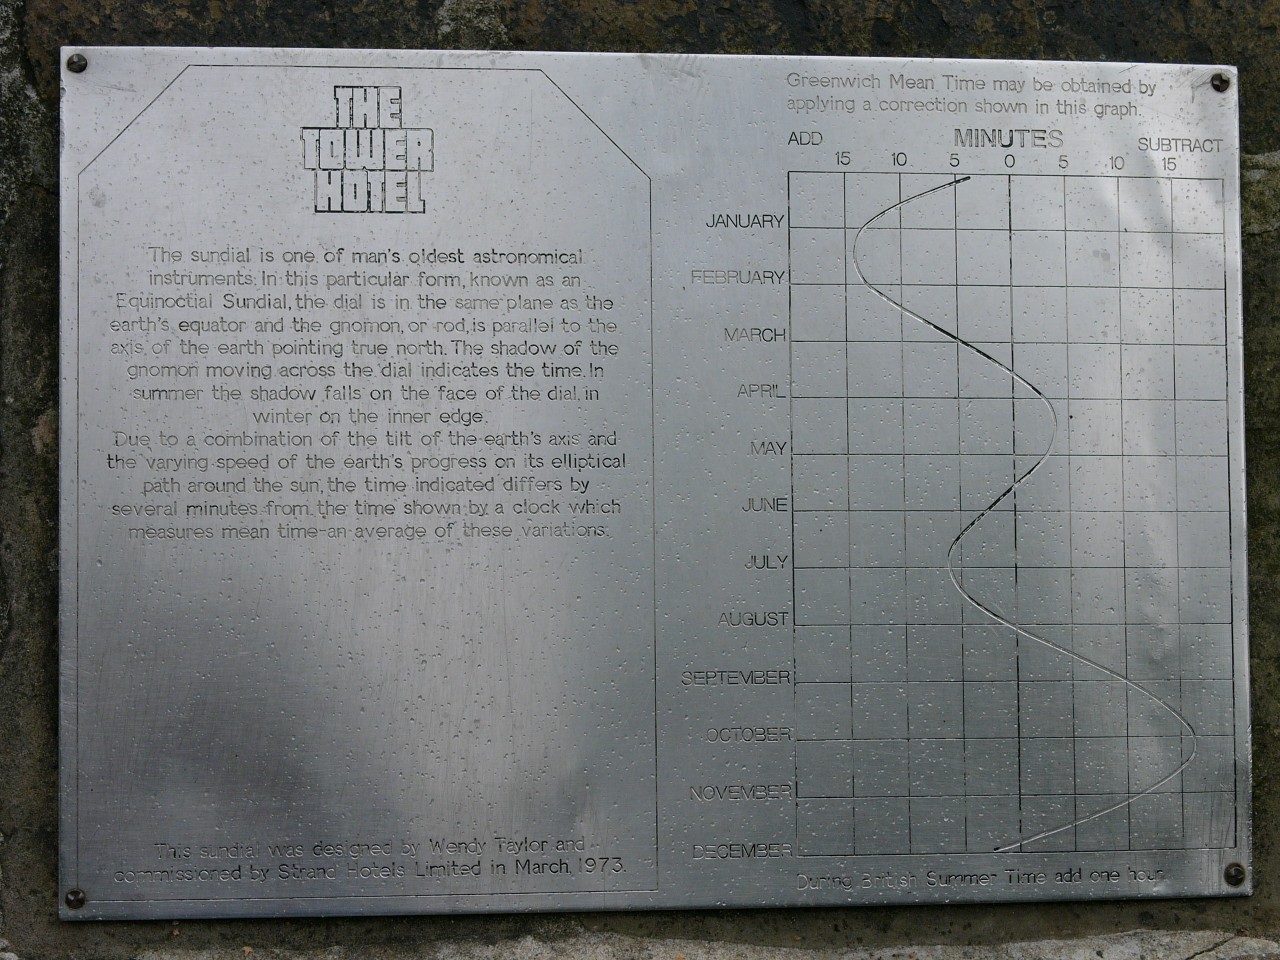 THE
TOWER
HOTEL
The sundial is one of man's oldest astronomical
instruments. In this particular form, known as an
Equinoctial Sundial, the dial is in the same plane as the
earth's equator and the gnomon, or rod, is parallel to the
axis of the earth pointing true north. The shadow of the
gnomon moving across the dial indicates the time. In
summer the shadow falls on the face of the dial, in
winter on the inner edge.
Due to a combination of the tilt of the earth's axis and
the varying speed of the earth's progress on its elliptical
path around the sun, the time indicated differs by
several minutes from the time shown by a clock which
measures mean time-an average of these variations.
This sundial was designed by Wendy Taylor and
commissioned by Strand Hotels Limited in March, 1973.
Greenwich Mean Time may be obtained by
applying a correction shown in this graph.
ADD MINUTES SUBTRACT
15 10 5 0 5 10 15
JANUARY
FEBRUARY
MARCH
APRIL
MAY
JUNE
JULY
AUGUST
SEPTEMBER
OCTOBER
NOVEMBER
DECEMBER
During British Summer Time add one hour.